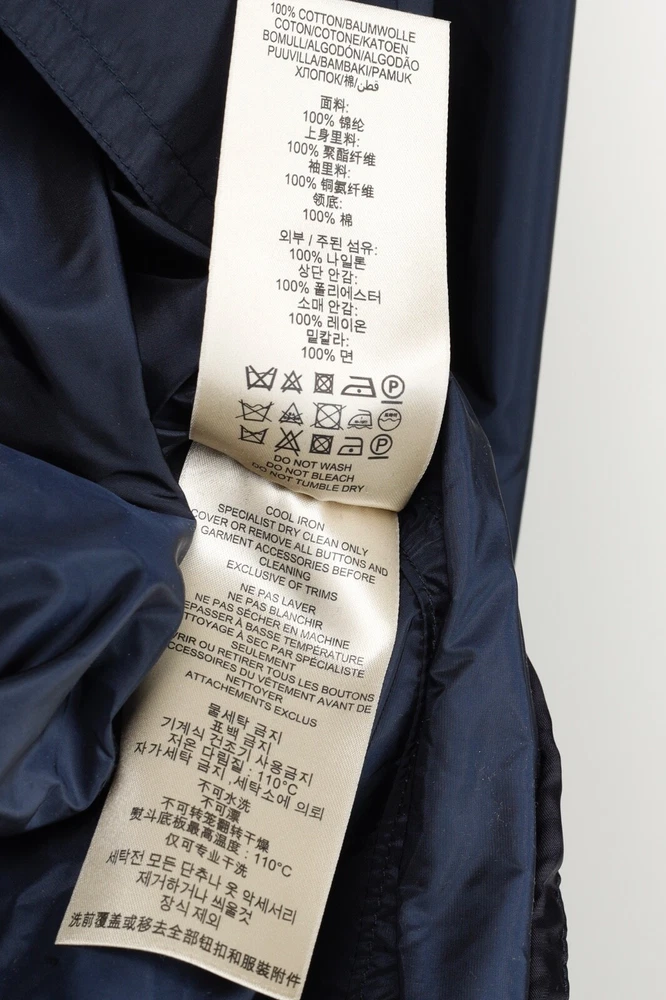 100% COTTON/BAUMWOLLE
COTON/COTONE/KATOEN
BOMULL/ALGODÓN/ALGODÃO
PUUVILLA/BAMBAKI/PAMUK
ХЛОПОК/棉/قطن
面料:
100% 锦纶
上身里料:
100% 聚酯纤维
袖里料:
100% 铜氨纤维
领底:
100% 棉
외부 / 주된 섬유:
100% 나일론
상단 안감:
100% 폴리에스터
소매 안감:
100% 레이온
밑칼라:
100% 면
P
P
DO NOT WASH
DO NOT BLEACH
DO NOT TUMBLE DRY
COOL IRON
SPECIALIST DRY CLEAN ONLY
COVER OR REMOVE ALL BUTTONS AND
GARMENT ACCESSORIES BEFORE
CLEANING
EXCLUSIVE OF TRIMS
NE PAS LAVER
NE PAS BLANCHIR
NE PAS SÉCHER EN MACHINE
EPASSER À BASSE TEMPÉRATURE
TTOYAGE À SEC PAR SPÉCIALISTE
SEULEMENT
VRIR OU RETIRER TOUS LES BOUTONS
CCESSOIRES DU VÊTEMENT AVANT DE
NETTOYER
ATTACHEMENTS EXCLUS
물세탁 금지
표백 금지
기계식 건조기 사용금지
저온 다림질 : 110°C
자가세탁 금지 ,세탁소에 의뢰
不可水洗
不可漂
不可转笼翻转干燥
熨斗底板最高温度 : 110°C
仅可专业干洗
세탁전 모든 단추나 옷 악세서리
제거하거나 씌울것
장식 제외
洗前覆盖或移去全部钮扣和服裝附件